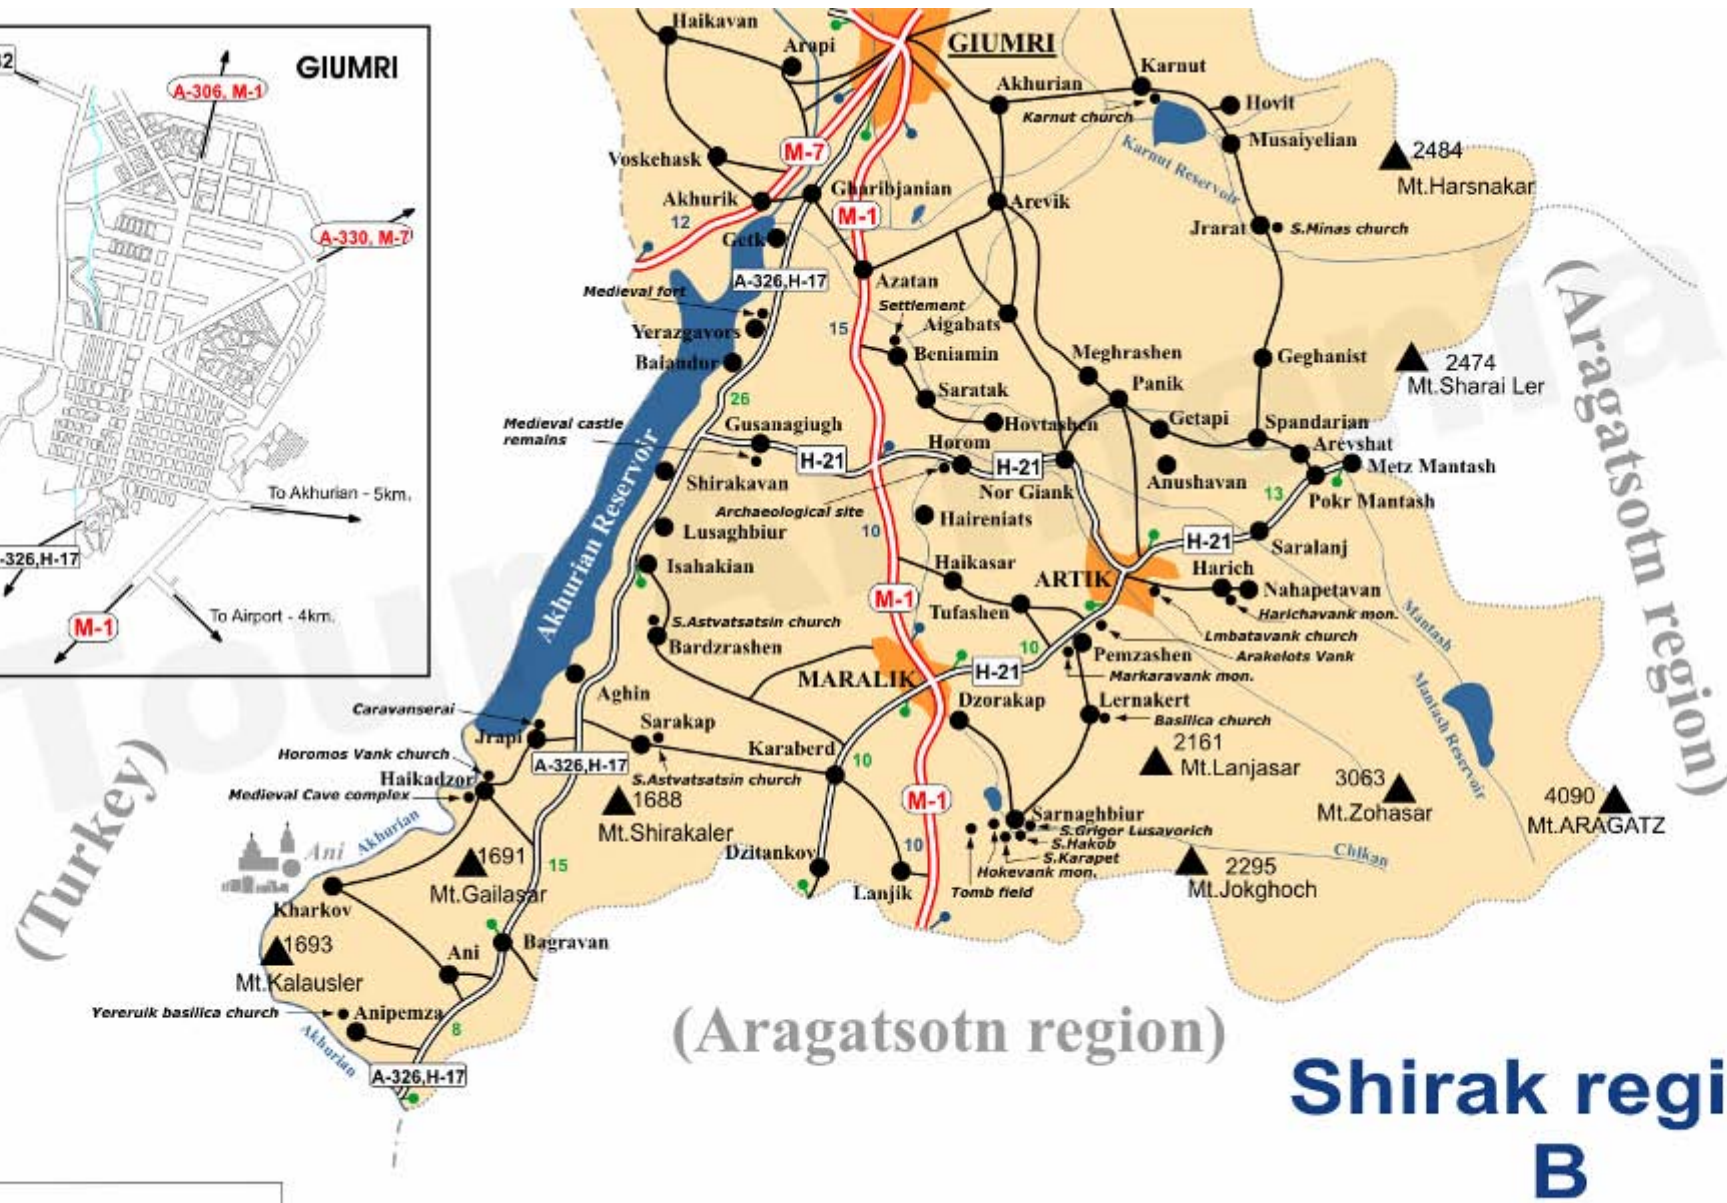 GIUMRI
A-306, M-1
A-330, M-7
To Akhurian - 5km.
-326,H-17
To Airport - 4km.
M-1
Haikavan
Arapi
GIUMRI
Karnut
Akhurian
Hovit
Karnut church
Musaiyelian
Karnut Reservoir
2484
Mt.Harsnakar
Voskehask
M-7
Akhurik
Gharibjanian
12
M-1
Arevik
Jrarat
S.Minas church
Getk
A-326,H-17
Azatan
Medieval fort
Settlement
Yerazgavors
15
Aigabats
Baiandur
Beniamin
Meghrashen
Geghanist
2474
Mt.Sharai Ler
Panik
Saratak
26
Getapi
Spandarian
Medieval castle
remains
Gusanagiugh
Hovtashen
Horom
Arevshat
H-21
H-21
Metz Mantash
Shirakavan
Nor Giank
Anushavan
13
Pokr Mantash
Archaeological site
Haireniats
Lusaghbiur
10
H-21
Saralanj
Isahakian
Haikasar
ARTIK
Harich
Nahapetavan
Akhurian Reservoir
M-1
Tufashen
Harichavank mon.
S.Astvatsatsin church
Lmbatavank church
Mantash
Bardzrashen
10
Pemzashen
Arakelots Vank
H-21
Markaravank mon.
MARALIK
Aghin
Dzorakap
Lernakert
Mantash Reservoir
Caravanserai
Sarakap
Basilica church
Jrapi
Karaberd
2161
Mt.Lanjasar
Horomos Vank church
A-326,H-17
10
Haikadzor
S.Astvatsatsin church
3063
Mt.Zohasar
Medieval Cave complex
1688
Mt.Shirakaler
M-1
4090
Mt.ARAGATZ
Akhurian
Sarnaghbiur
S.Grigor Lusavorich
S.Hakob
S.Karapet
Hokevank mon.
Tomb field
Ani
1691
Mt.Gailasar
15
Dzitankov
10
Lanjik
Chikan
2295
Mt.Jokghoch
Kharkov
1693
Mt.Kalausler
Ani
Bagravan
Yereruik basilica church
Anipemza
8
Akhurian
A-326,H-17
(Turkey)
(Aragatsotn region)
(Aragatsotn region)
Shirak regi
B